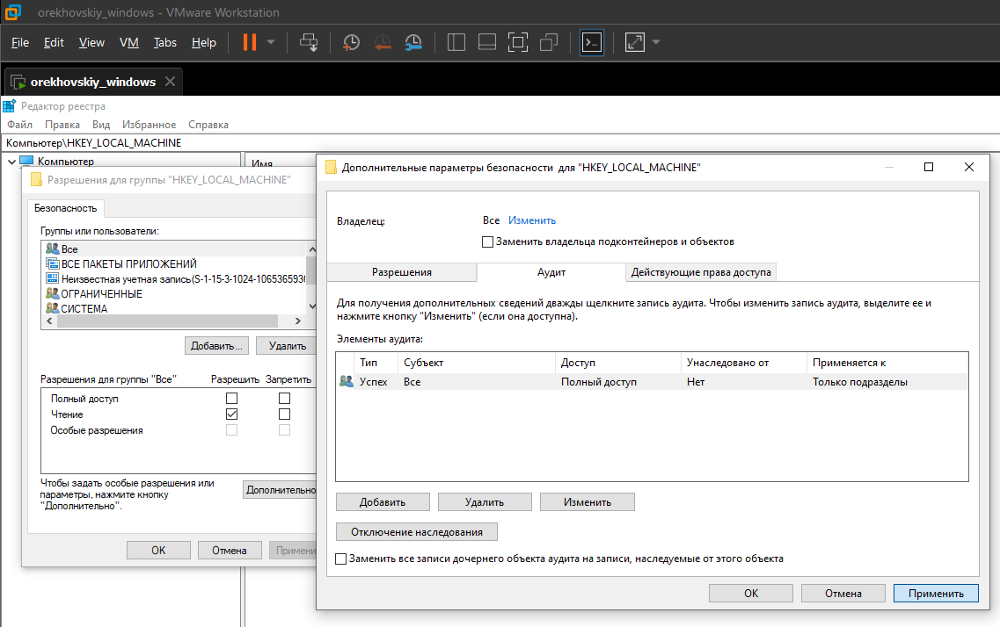 orekhovskiy_windows - VMware Workstation
File Edit View VM Tabs Help
orekhovskiy_windows
Редактор реестра
Файл Правка Вид Избранное Справка
Компьютер\HKEY_LOCAL_MACHINE
Компьютер
Имя
Разрешения для группы "HKEY_LOCAL_MACHINE"
Безопасность
Группы или пользователи:
Все
ВСЕ ПАКЕТЫ ПРИЛОЖЕНИЙ
Неизвестная учетная запись(S-1-15-3-1024-1065365936
ОГРАНИЧЕННЫЕ
СИСТЕМА
Добавить... Удалить
Разрешения для группы "Все" Разрешить Запретить
Полный доступ
Чтение
Особые разрешения
Чтобы задать особые разрешения или
параметры, нажмите кнопку
"Дополнительно".
Дополнительно
OK Отмена Примени
Дополнительные параметры безопасности для "HKEY_LOCAL_MACHINE"
Владелец: Все Изменить
Заменить владельца подконтейнеров и объектов
Разрешения Аудит Действующие права доступа
Для получения дополнительных сведений дважды щелкните запись аудита. Чтобы изменить запись аудита, выделите ее и
нажмите кнопку "Изменить" (если она доступна).
Элементы аудита:
Тип Субъект Доступ Унаследовано от Применяется к
Успех Все Полный доступ Нет Только подразделы
Добавить Удалить Изменить
Отключение наследования
Заменить все записи дочернего объекта аудита на записи, наследуемые от этого объекта
OK Отмена Применить